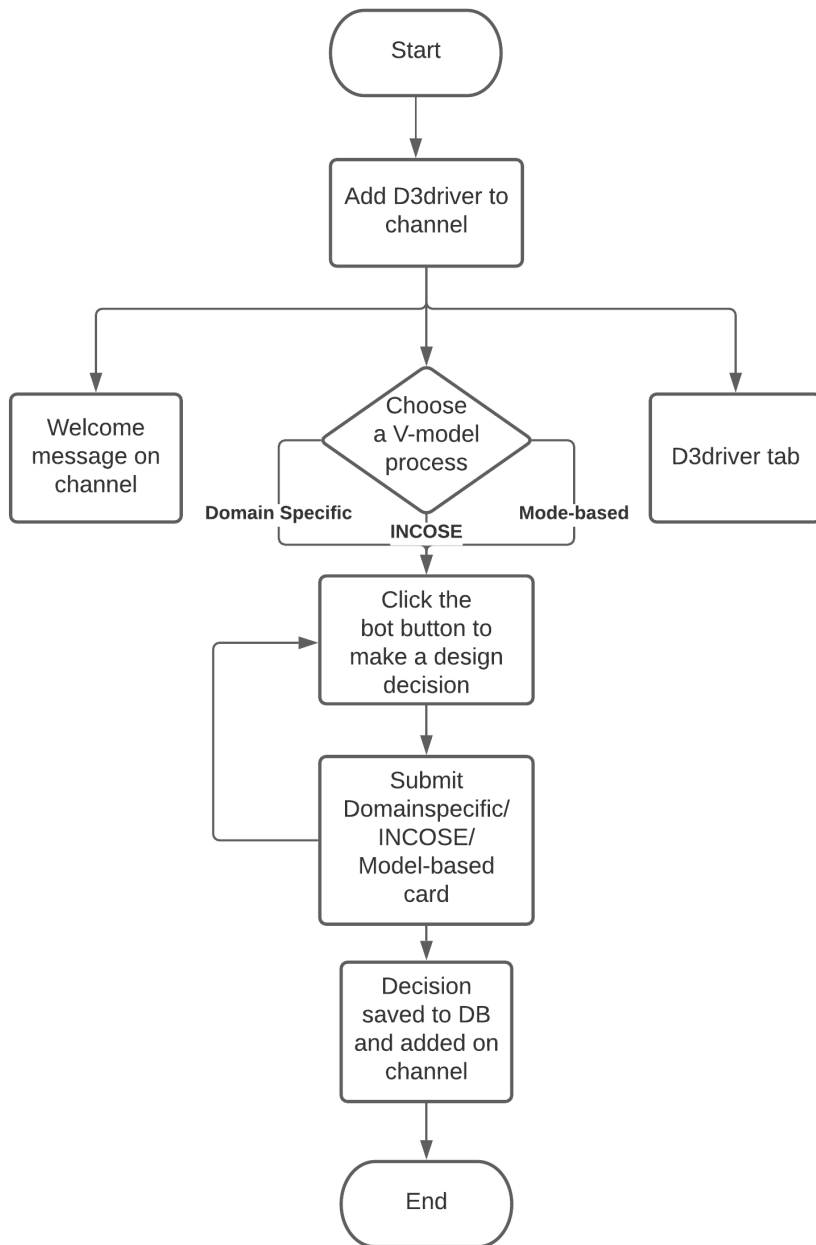 Start
Add D3driver to
channel
Welcome
message on
channel
Choose
a V-model
process
D3driver tab
Domain Specific
INCOSE
Mode-based
Click the
bot button to
make a design
decision
Submit
Domainspecific/
INCOSE/
Model-based
card
Decision
saved to DB
and added on
channel
End